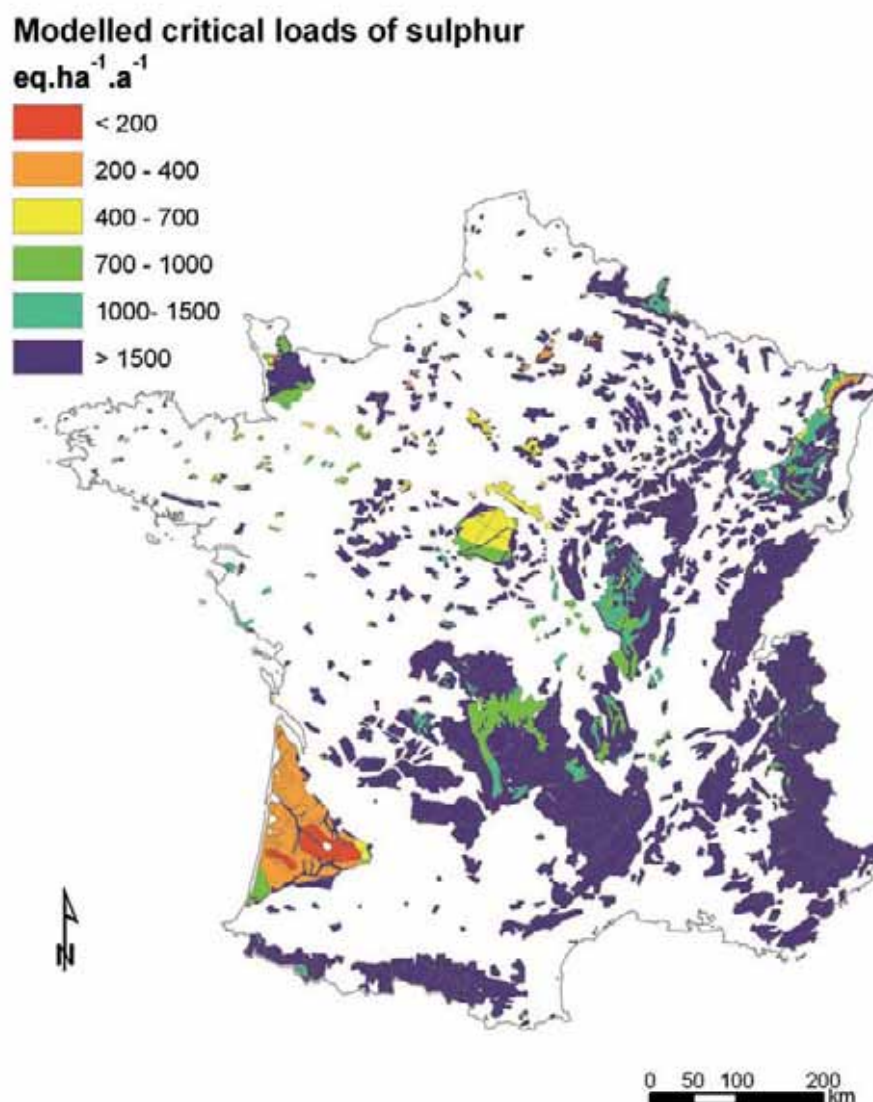 Modelled critical loads of sulphur
eq.ha⁻¹.a⁻¹
< 200
200 - 400
400 - 700
700 - 1000
1000- 1500
> 1500
N
0 50 100 200
km